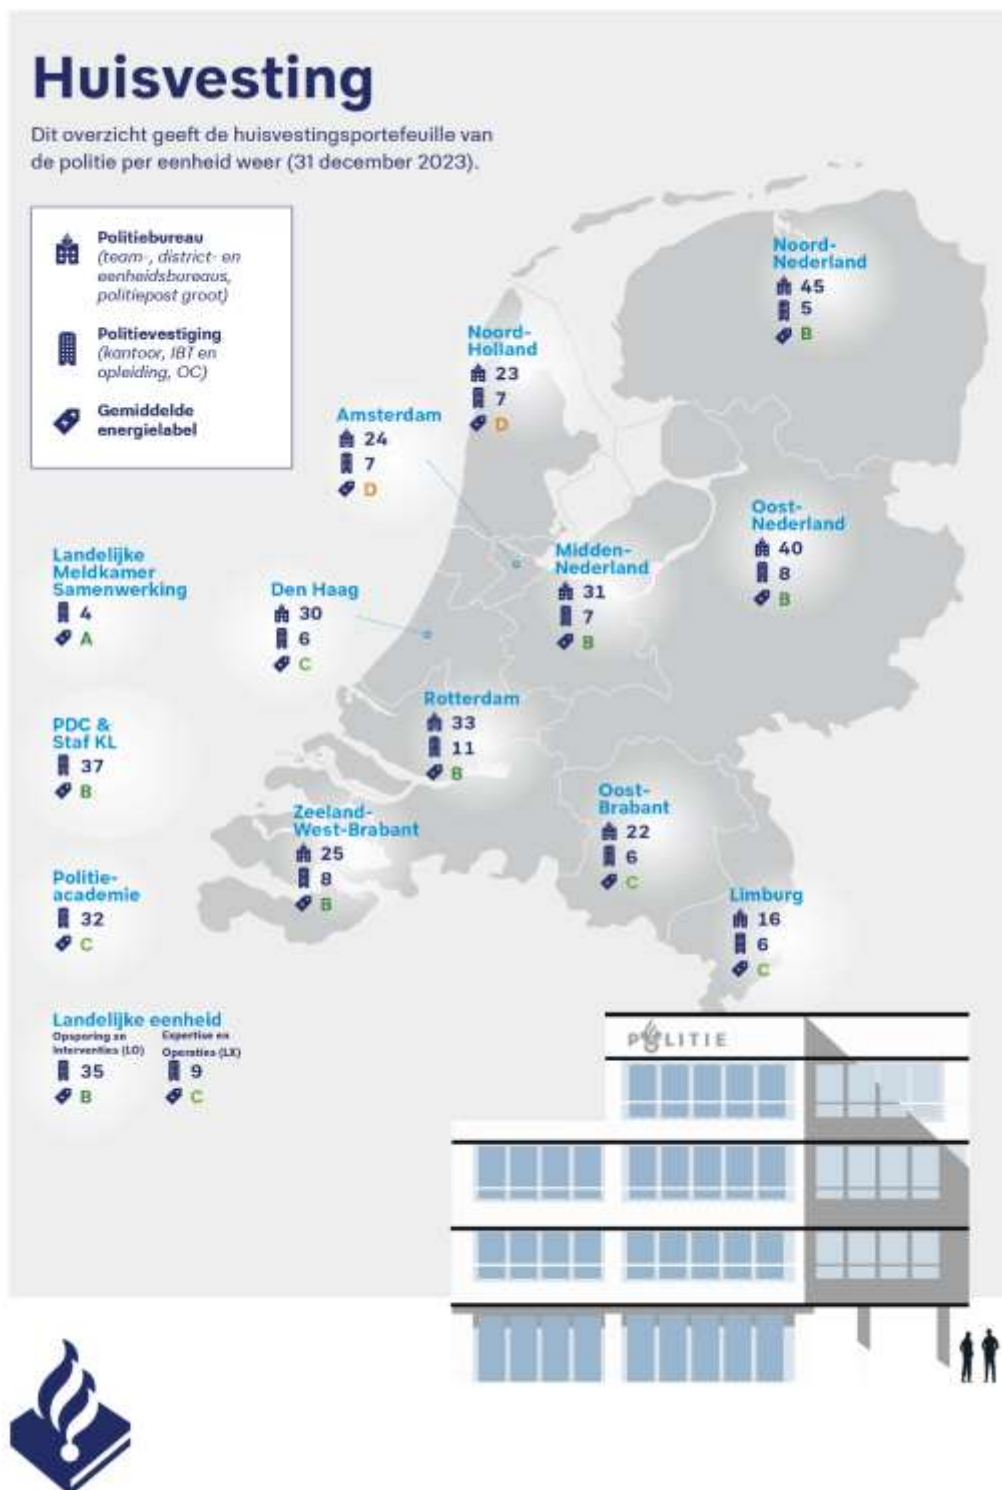 Huisvesting
Dit overzicht geeft de huisvestingsportefeuille van
de politie per eenheid weer (31 december 2023).
Politiebureau
(team-, district- en
eenheidsbureaus,
politiepost groot)
Politievestiging
(kantoor, IBT en
opleiding, OC)
Gemiddelde
energielabel
Noord-
Nederland
45
5
B
Noord-
Holland
23
7
D
Amsterdam
24
7
D
Oost-
Nederland
40
8
B
Midden-
Nederland
31
7
B
Landelijke
Meldkamer
Samenwerking
4
A
Den Haag
30
6
C
Rotterdam
33
11
B
PDC &
Staf KL
37
B
Oost-
Brabant
22
6
C
Zeeland-
West-Brabant
25
8
B
Politie-
academie
32
C
Limburg
16
6
C
Landelijke eenheid
Opsporing en
Interventies (LO)
35
B
Expertise en
Operaties (LX)
9
C
POLITIE